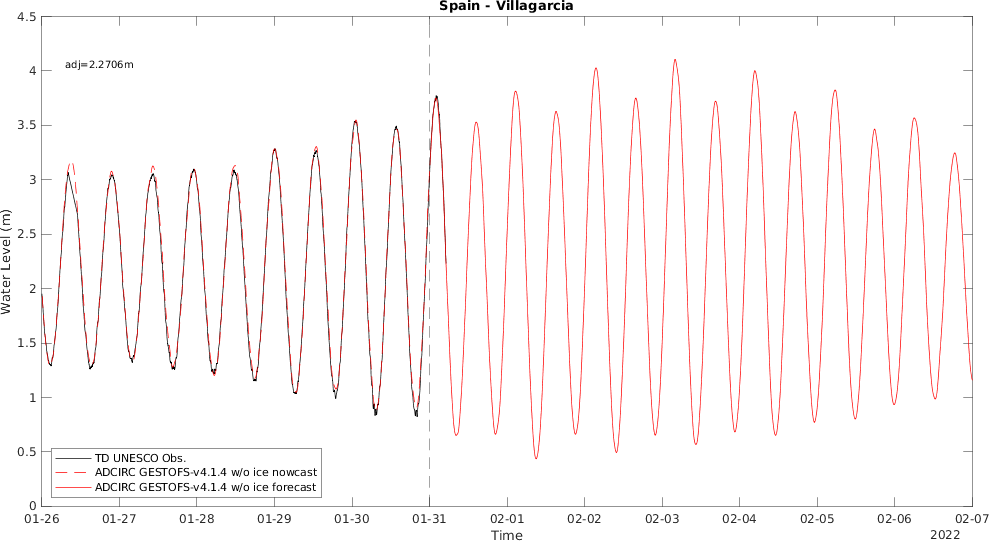 Spain - Villagarcia
4.5
4
3.5
3
2.5
2
1.5
1
0.5
0
Water Level (m)
adj=2.2706m
TD UNESCO Obs.
ADCIRC GESTOFS-v4.1.4 w/o ice nowcast
ADCIRC GESTOFS-v4.1.4 w/o ice forecast
01-26 01-27 01-28 01-29 01-30 01-31 02-01 02-02 02-03 02-04 02-05 02-06 02-07
Time
2022